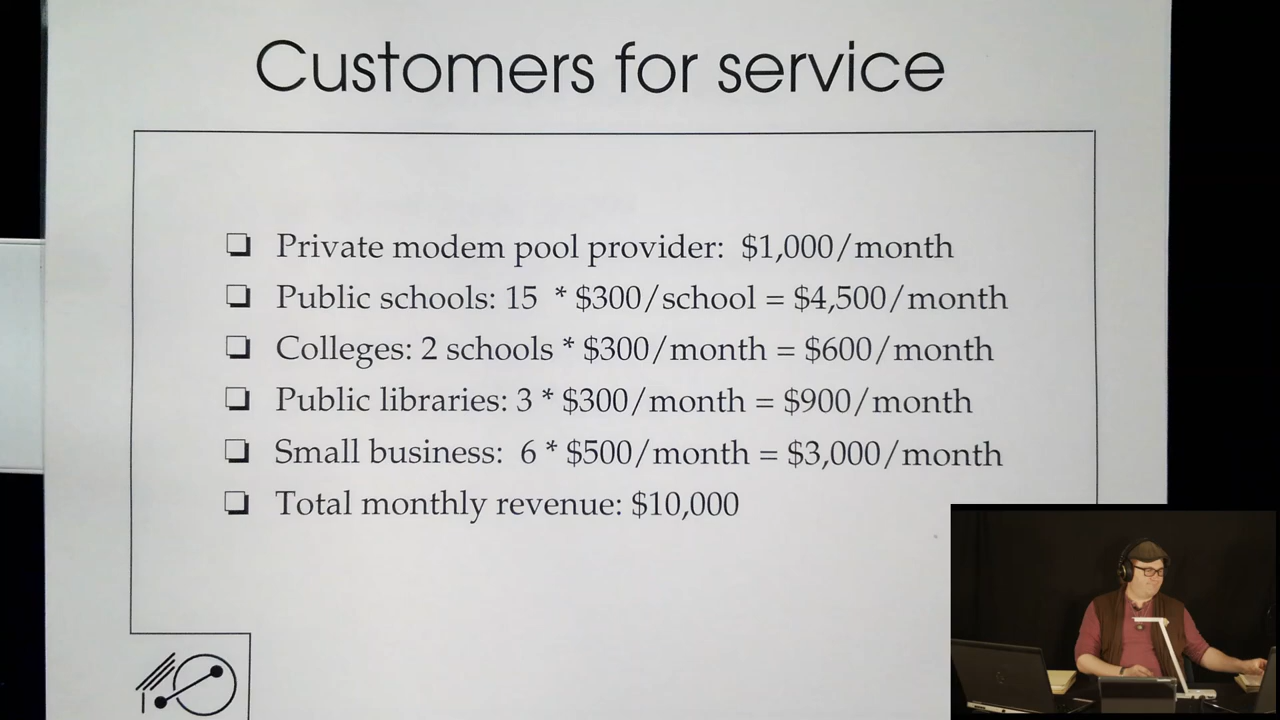 Customers for service
❏ Private modem pool provider: $1,000/month
❏ Public schools: 15 * $300/school = $4,500/month
❏ Colleges: 2 schools * $300/month = $600/month
❏ Public libraries: 3 * $300/month = $900/month
❏ Small business: 6 * $500/month = $3,000/month
❏ Total monthly revenue: $10,000